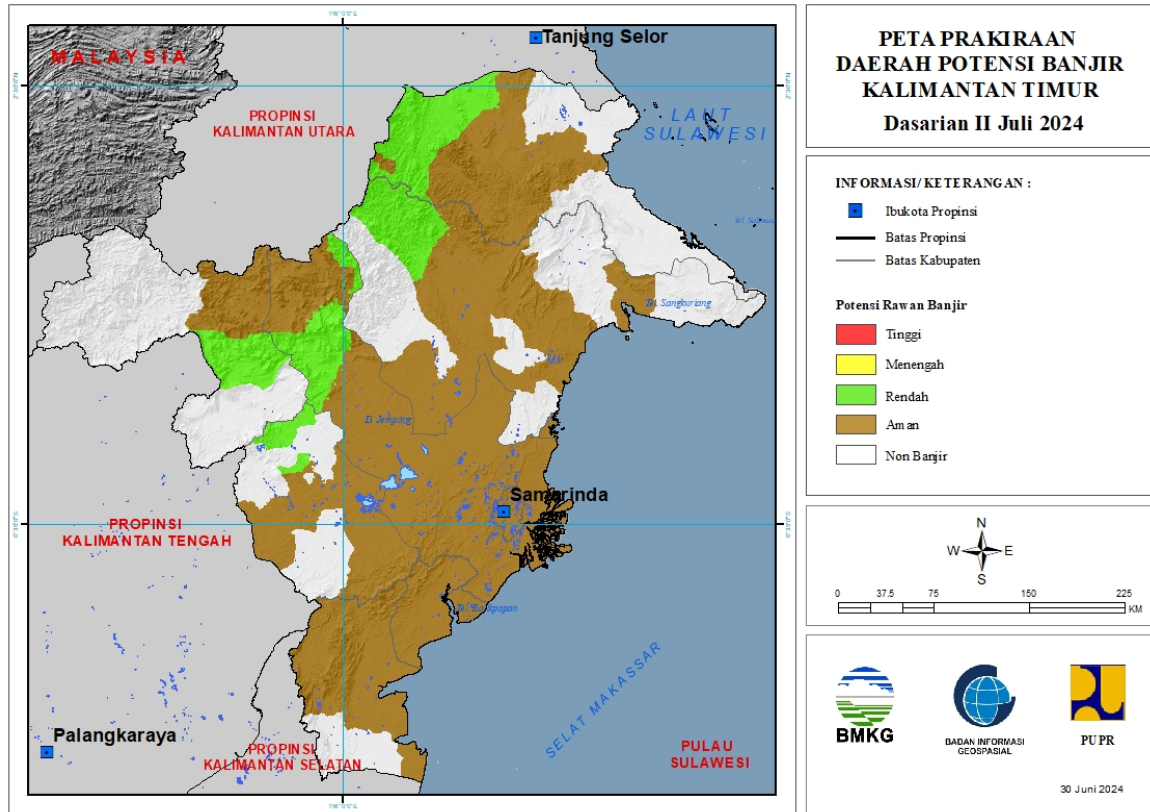 PETA PRAKIRAAN
DAERAH POTENSI BANJIR
KALIMANTAN TIMUR
Dasarian II Juli 2024
INFORMASI/ KETERANGAN :
Ibukota Propinsi
Batas Propinsi
Batas Kabupaten
Potensi Rawan Banjir
Tinggi
Menengah
Rendah
Aman
Non Banjir
N
W E
S
0 37.5 75 150 225
KM
BMKG
BADAN INFORMASI
GEOSPASIAL
PUPR
30 Juni 2024
MALAYSIA
Tanjung Selor
PROPINSI
KALIMANTAN UTARA
LAUT
SULAWESI
Tel. Sangkuriang
D. Jempang
Samarinda
PROPINSI
KALIMANTAN TENGAH
Tel. Balikpapan
SELAT MAKASSAR
Palangkaraya
PROPINSI
KALIMANTAN SELATAN
PULAU
SULAWESI